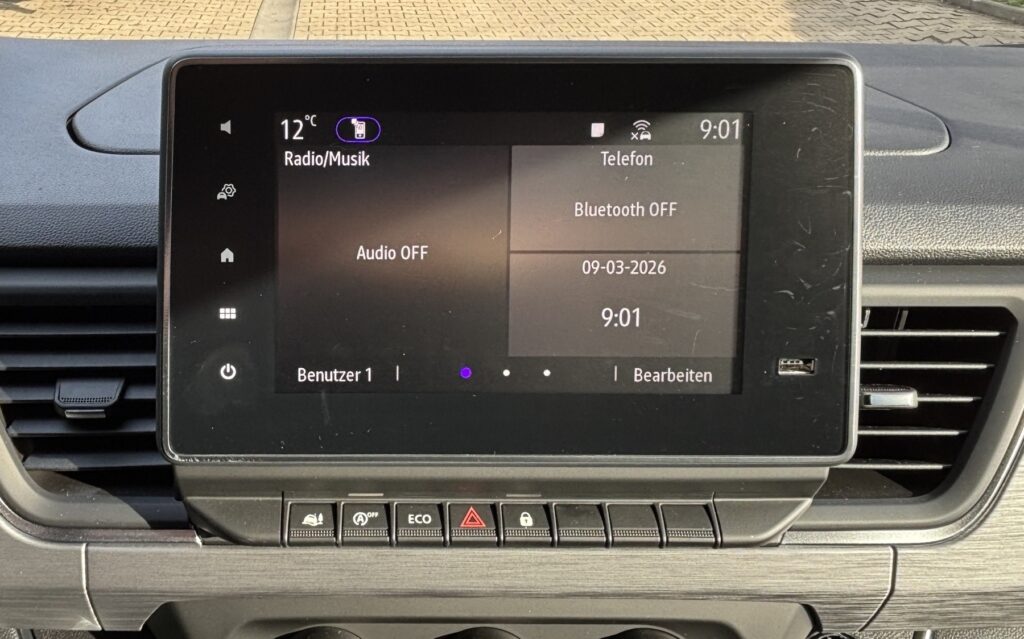 12°C
9:01
Radio/Musik
Audio OFF
Telefon
Bluetooth OFF
09-03-2026
9:01
Benutzer 1
Bearbeiten
A OFF
ECO